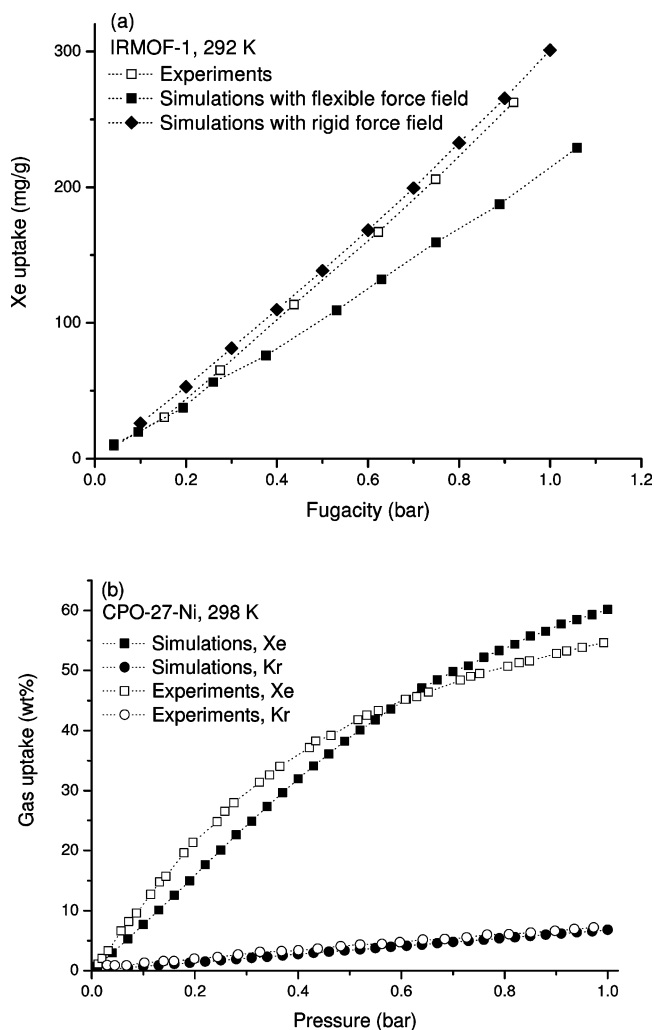 (a)
IRMOF-1, 292 K
Experiments
Simulations with flexible force field
Simulations with rigid force field
Xe uptake (mg/g)
300
200
100
0
0.0 0.2 0.4 0.6 0.8 1.0 1.2
Fugacity (bar)
(b)
CPO-27-Ni, 298 K
Simulations, Xe
Simulations, Kr
Experiments, Xe
Experiments, Kr
Gas uptake (wt%)
60
50
40
30
20
10
0
0.0 0.2 0.4 0.6 0.8 1.0
Pressure (bar)